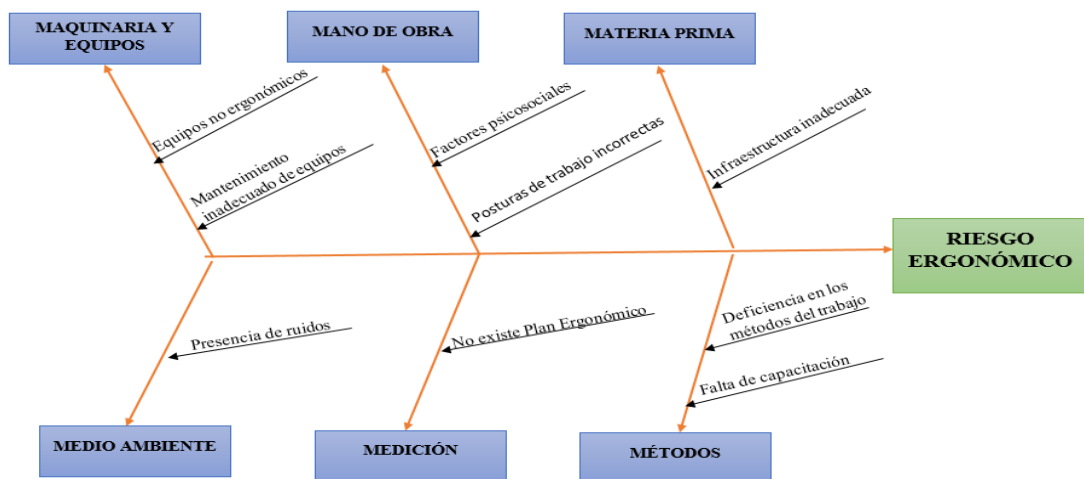 MAQUINARIA Y
EQUIPOS
MANO DE OBRA
MATERIA PRIMA
Equipos no ergonómicos
Mantenimiento
inadecuado de equipos
Factores psicosociales
Posturas de trabajo incorrectas
Infraestructura inadecuada
RIESGO
ERGONÓMICO
Presencia de ruidos
No existe Plan Ergonómico
Deficiencia en los
métodos del trabajo
Falta de capacitación
MEDIO AMBIENTE
MEDICIÓN
MÉTODOS